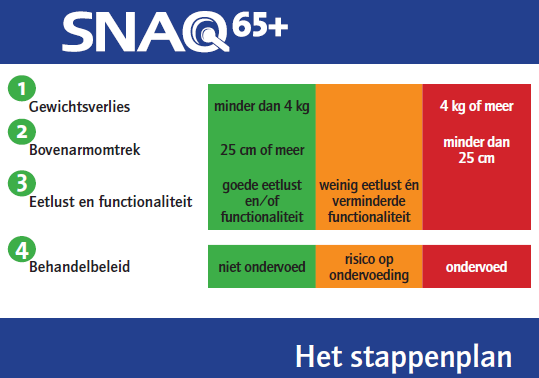 SNAQ65+
1
Gewichtsverlies
minder dan 4 kg
4 kg of meer
2
Bovenarmomtrek
25 cm of meer
minder dan
25 cm
3
Eetlust en functionaliteit
goede eetlust
en/of
functionaliteit
weinig eetlust én
verminderde
functionaliteit
4
Behandelbeleid
niet ondervoed
risico op
ondervoeding
ondervoed
Het stappenplan